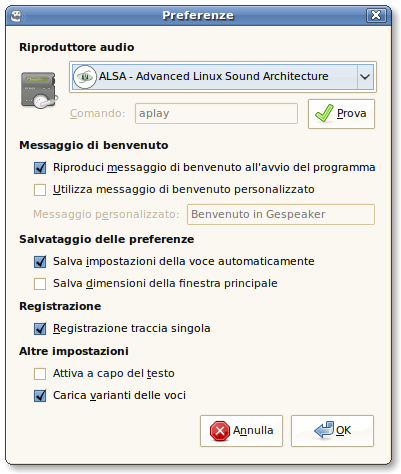 Preferenze
Riproduttore audio
ALSA - Advanced Linux Sound Architecture
Comando: aplay Prova
Messaggio di benvenuto
Riproduci messaggio di benvenuto all'avvio del programma
Utilizza messaggio di benvenuto personalizzato
Messaggio personalizzato: Benvenuto in Gespeaker
Salvataggio delle preferenze
Salva impostazioni della voce automaticamente
Salva dimensioni della finestra principale
Registrazione
Registrazione traccia singola
Altre impostazioni
Attiva a capo del testo
Carica varianti delle voci
Annulla OK